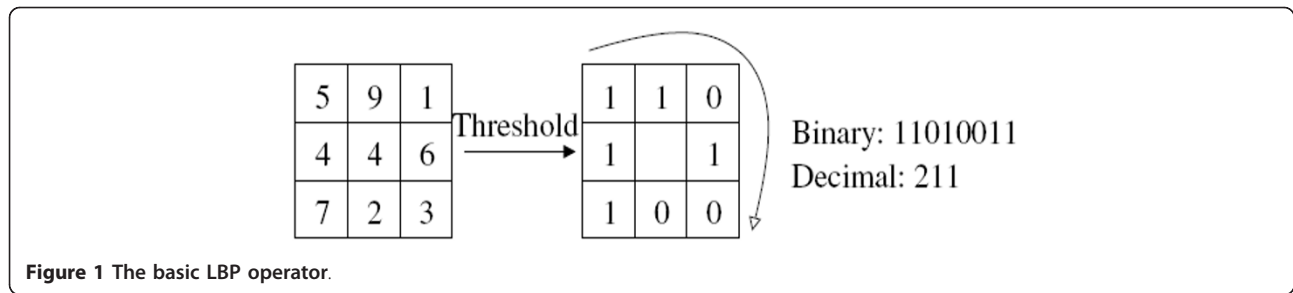 5 9 1
4 4 6
7 2 3
Threshold
1 1 0
1 1
1 0 0
Binary: 11010011
Decimal: 211
Figure 1 The basic LBP operator.